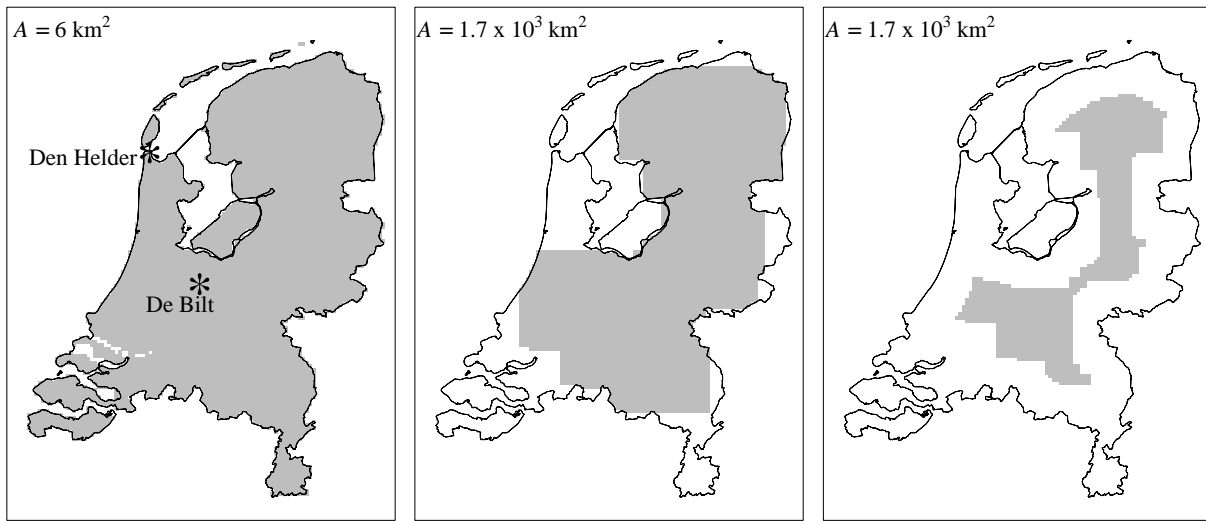 A = 6 km²
Den Helder
De Bilt
A = 1.7 x 10³ km²
A = 1.7 x 10³ km²